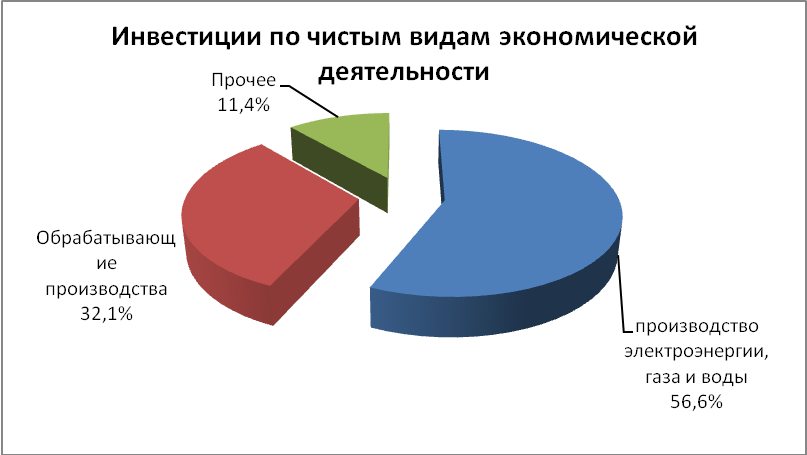 Инвестиции по чистым видам экономической
деятельности
Прочее
11,4%
Обрабатывающ
ие
производства
32,1%
производство
электроэнергии,
газа и воды
56,6%